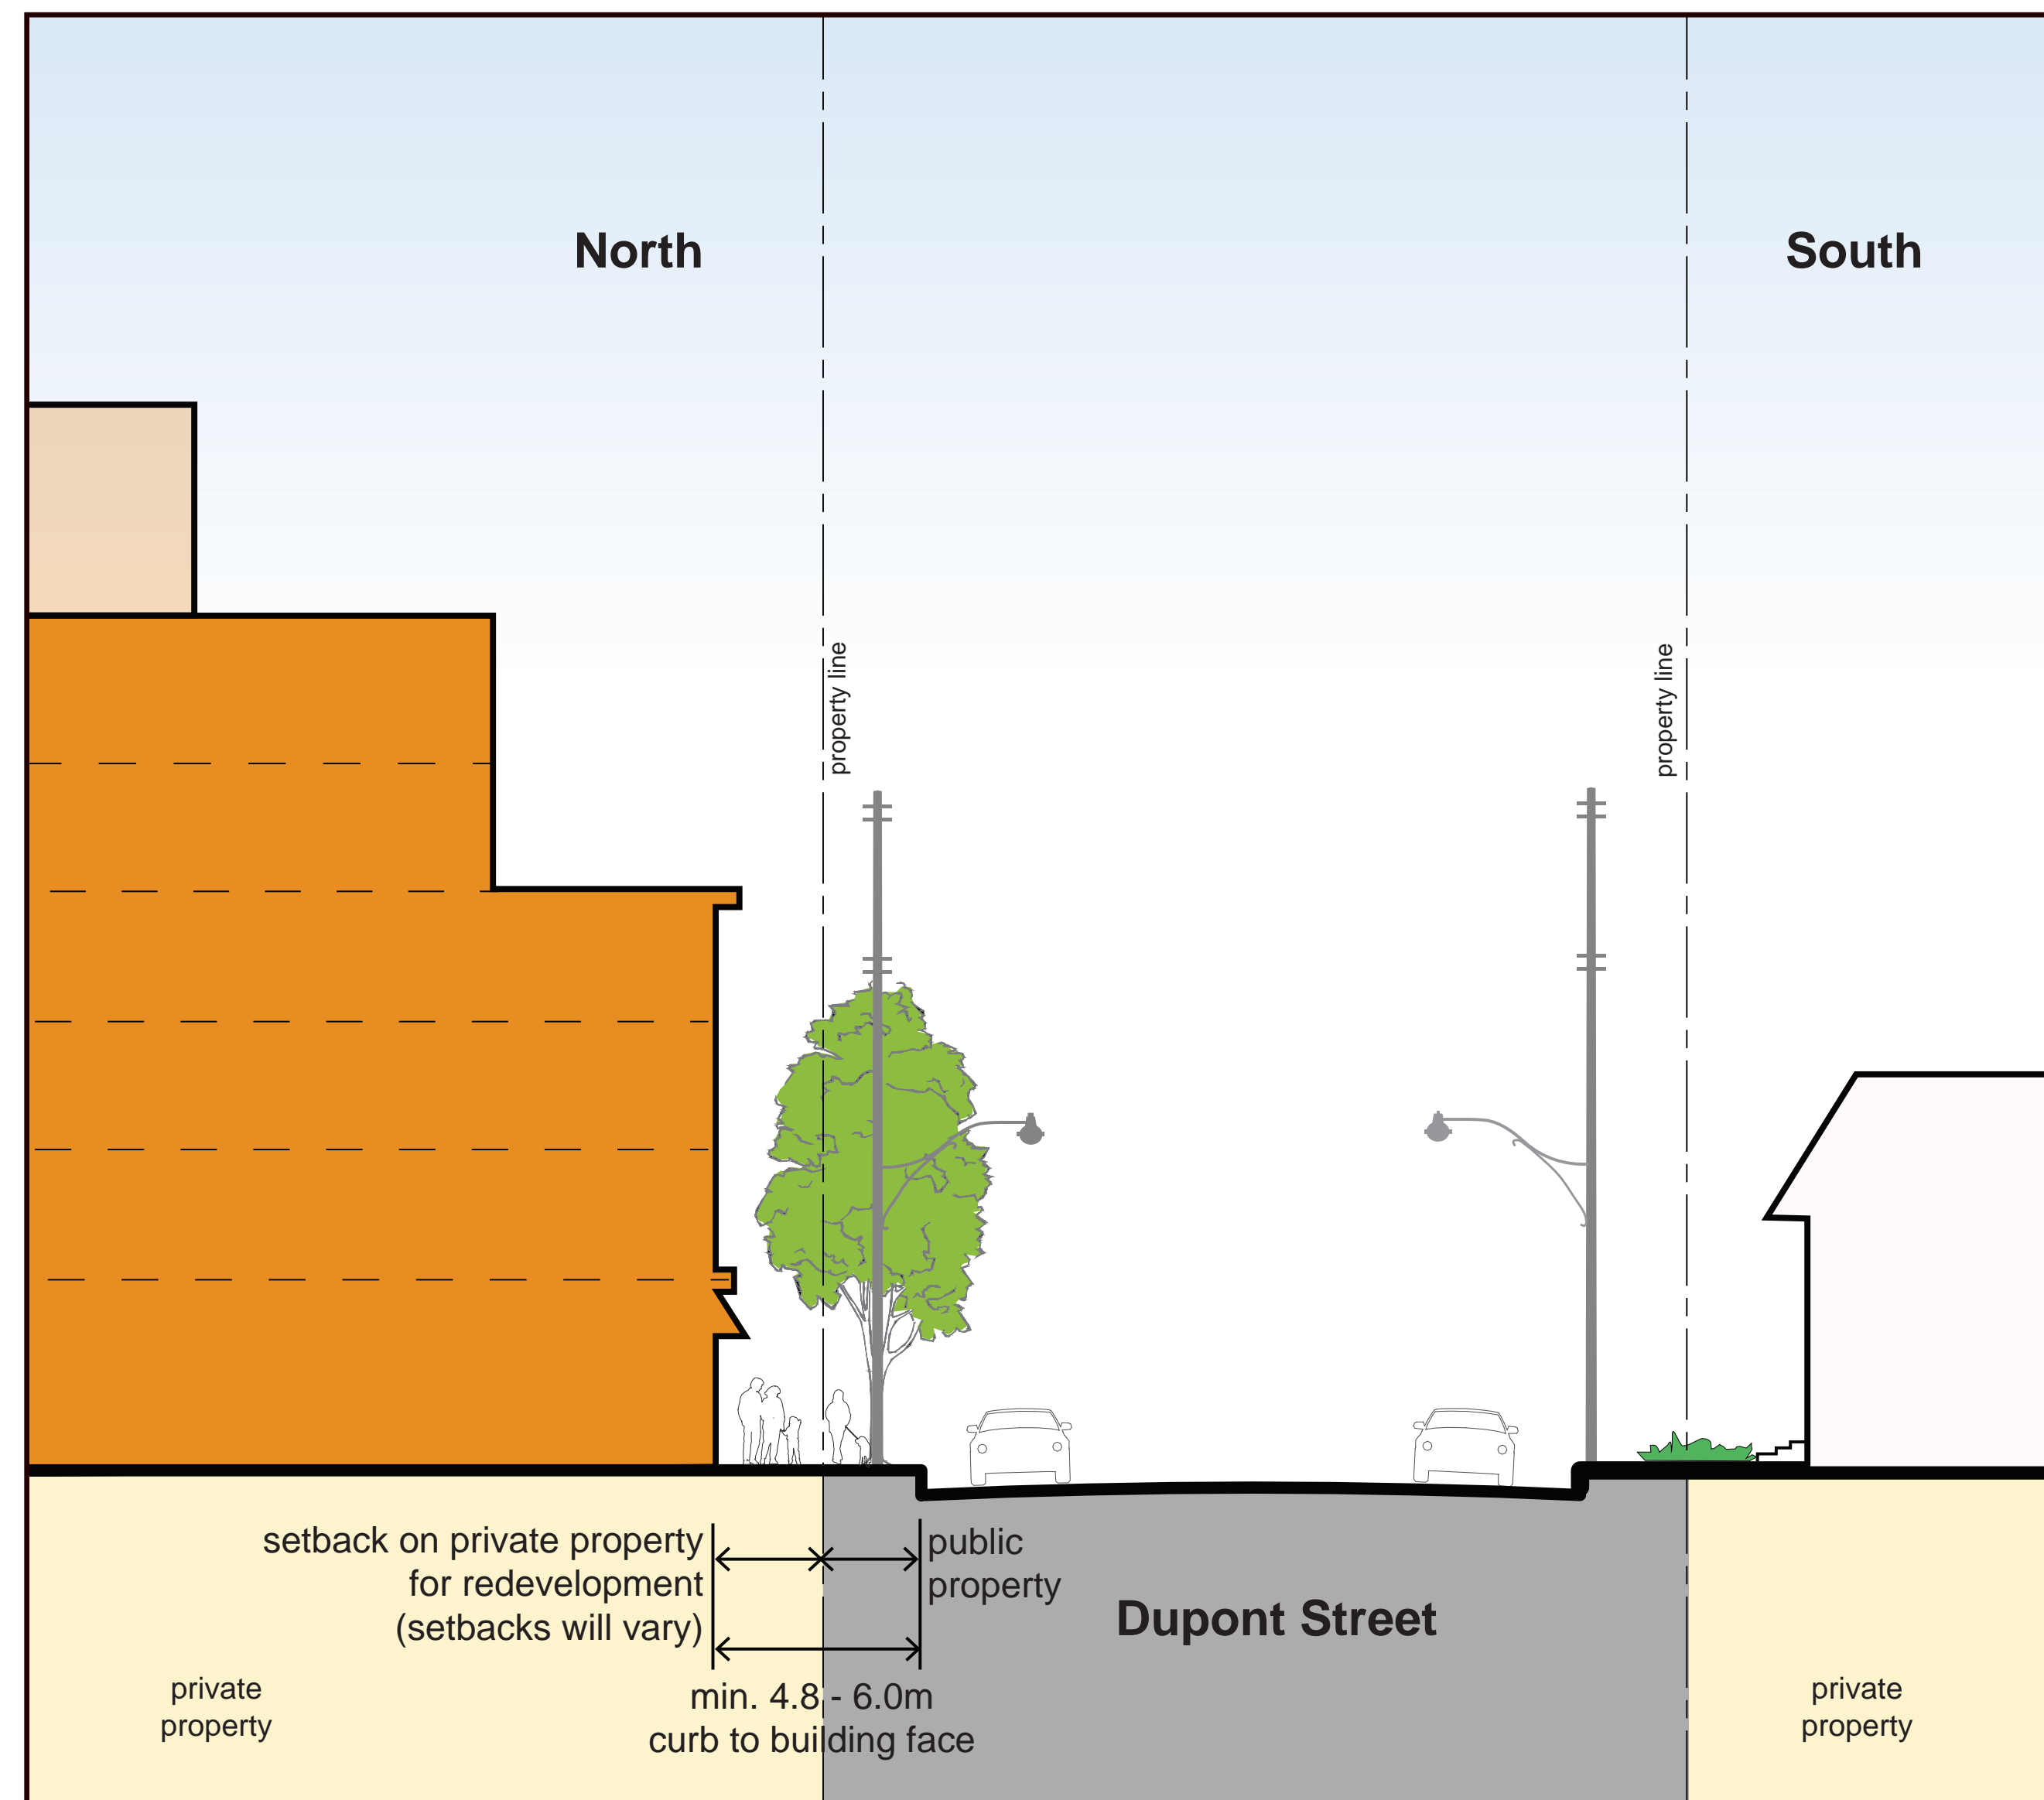 North
South
property line
property line
setback on private property
for redevelopment
(setbacks will vary)
public
property
Dupont Street
private
property
min. 4.8 - 6.0m
curb to building face
private
property